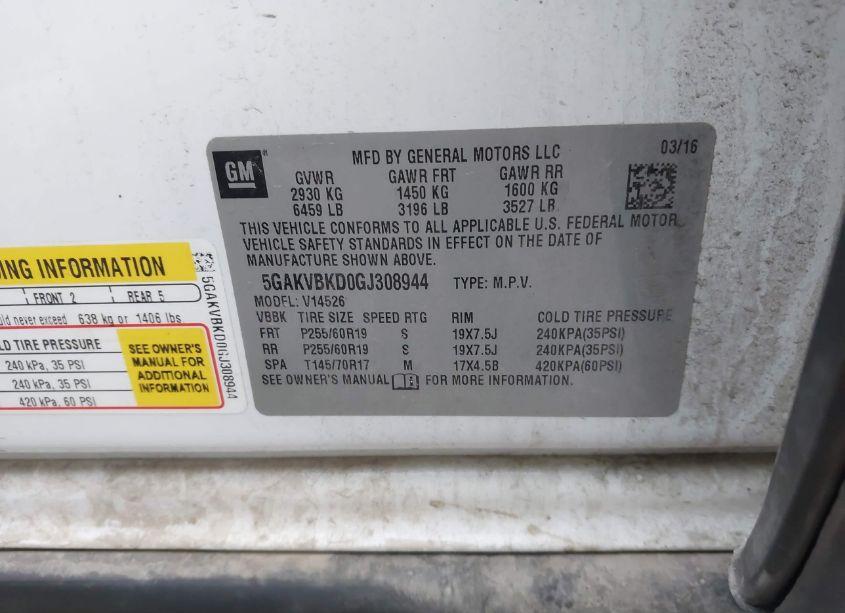 GM
MFD BY GENERAL MOTORS LLC 03/16
GVWR GAWR FRT GAWR RR
2930 KG 1450 KG 1600 KG
6459 LB 3196 LB 3527 LB
THIS VEHICLE CONFORMS TO ALL APPLICABLE U.S. FEDERAL MOTOR
VEHICLE SAFETY STANDARDS IN EFFECT ON THE DATE OF
MANUFACTURE SHOWN ABOVE.
5GAKVBKD0GJ308944 TYPE: M.P.V.
MODEL: V14526
VBBK TIRE SIZE SPEED RTG RIM COLD TIRE PRESSURE
FRT P255/60R19 S 19X7.5J 240KPA(35PSI)
RR P255/60R19 S 19X7.5J 240KPA(35PSI)
SPA T145/70R17 M 17X4.5B 420KPA(60PSI)
SEE OWNER'S MANUAL FOR MORE INFORMATION.
INFORMATION
FRONT 2 REAR 5
never exceed 638 kg or 1406 lbs.
TIRE PRESSURE
240 kPa, 35 PSI
240 kPa, 35 PSI
420 kPa, 60 PSI
SEE OWNER'S
MANUAL FOR
ADDITIONAL
INFORMATION
5GAKVBKD0GJ308944